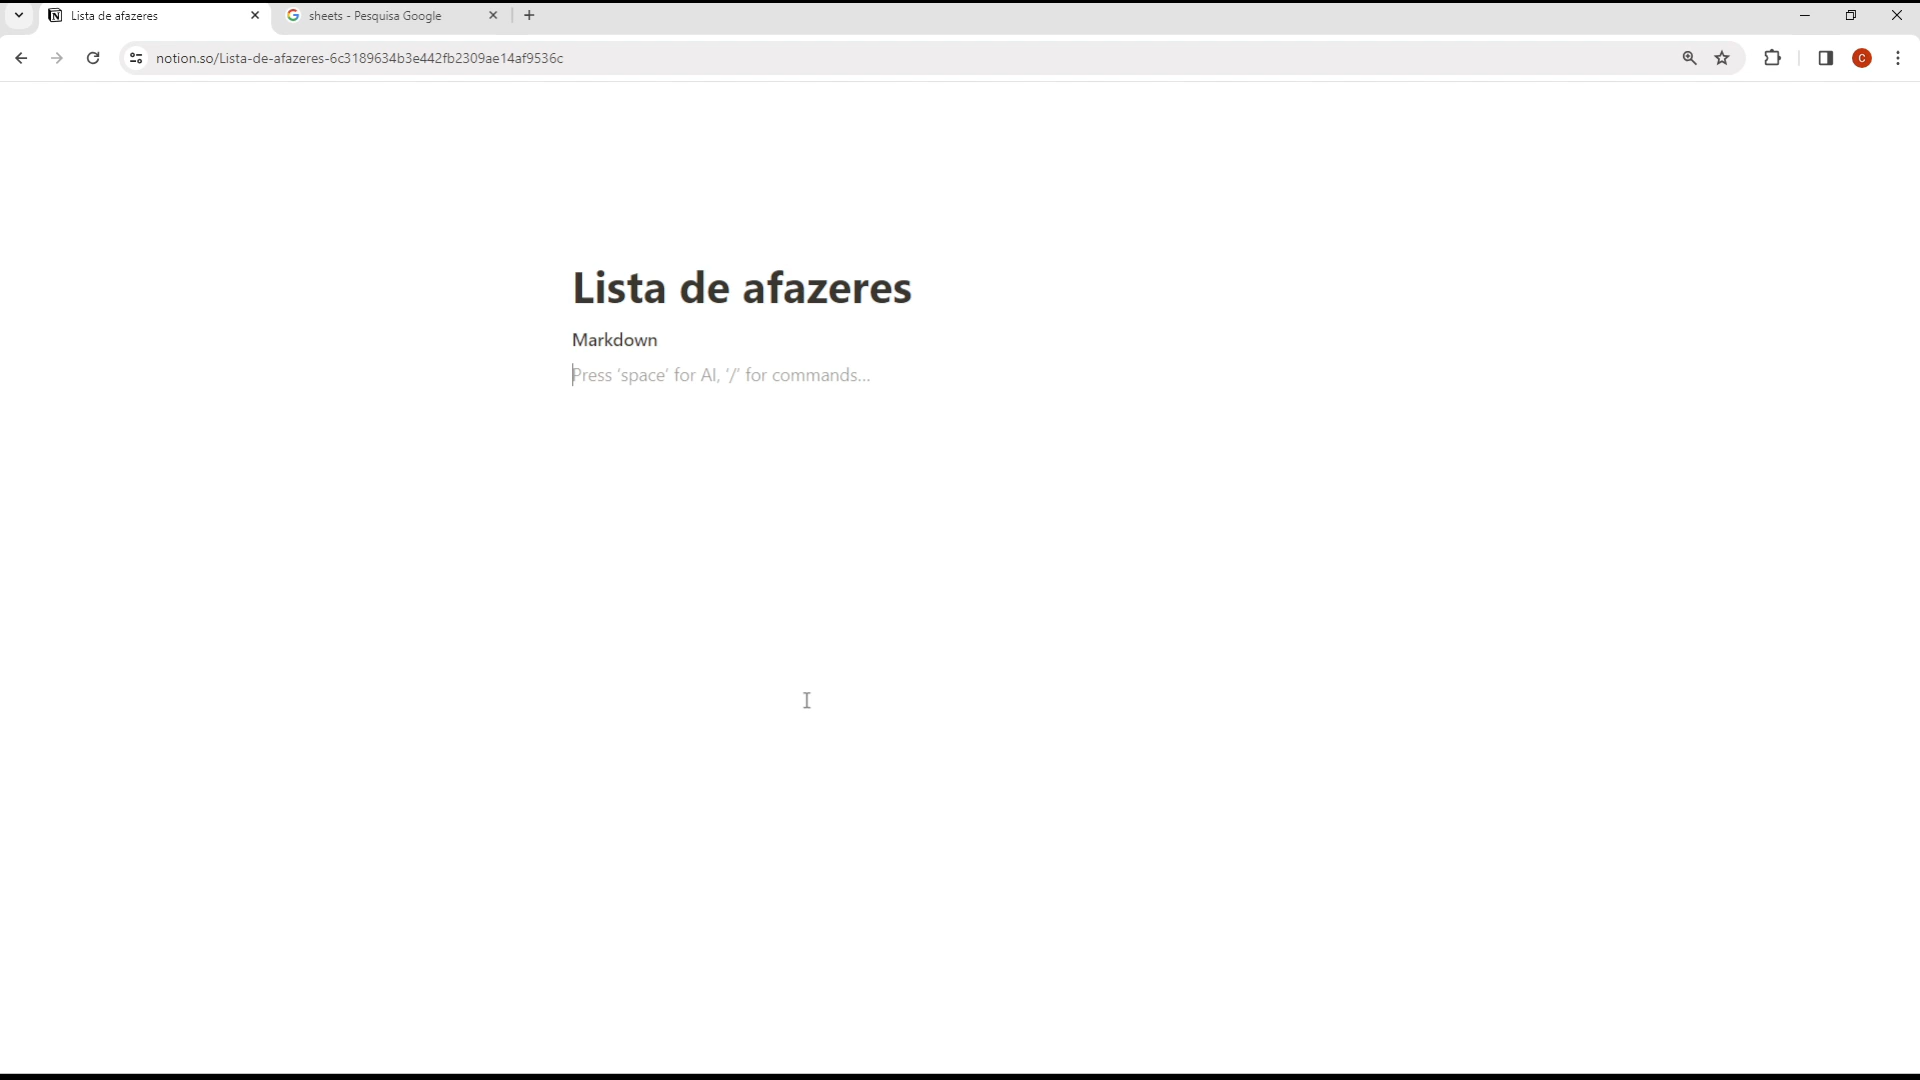 Lista de afazeres
sheets - Pesquisa Google
notion.so/Lista-de-afazeres-6c3189634b3e442fb2309ae14af9536c
C
Lista de afazeres
Markdown
Press 'space' for AI, '/' for commands...